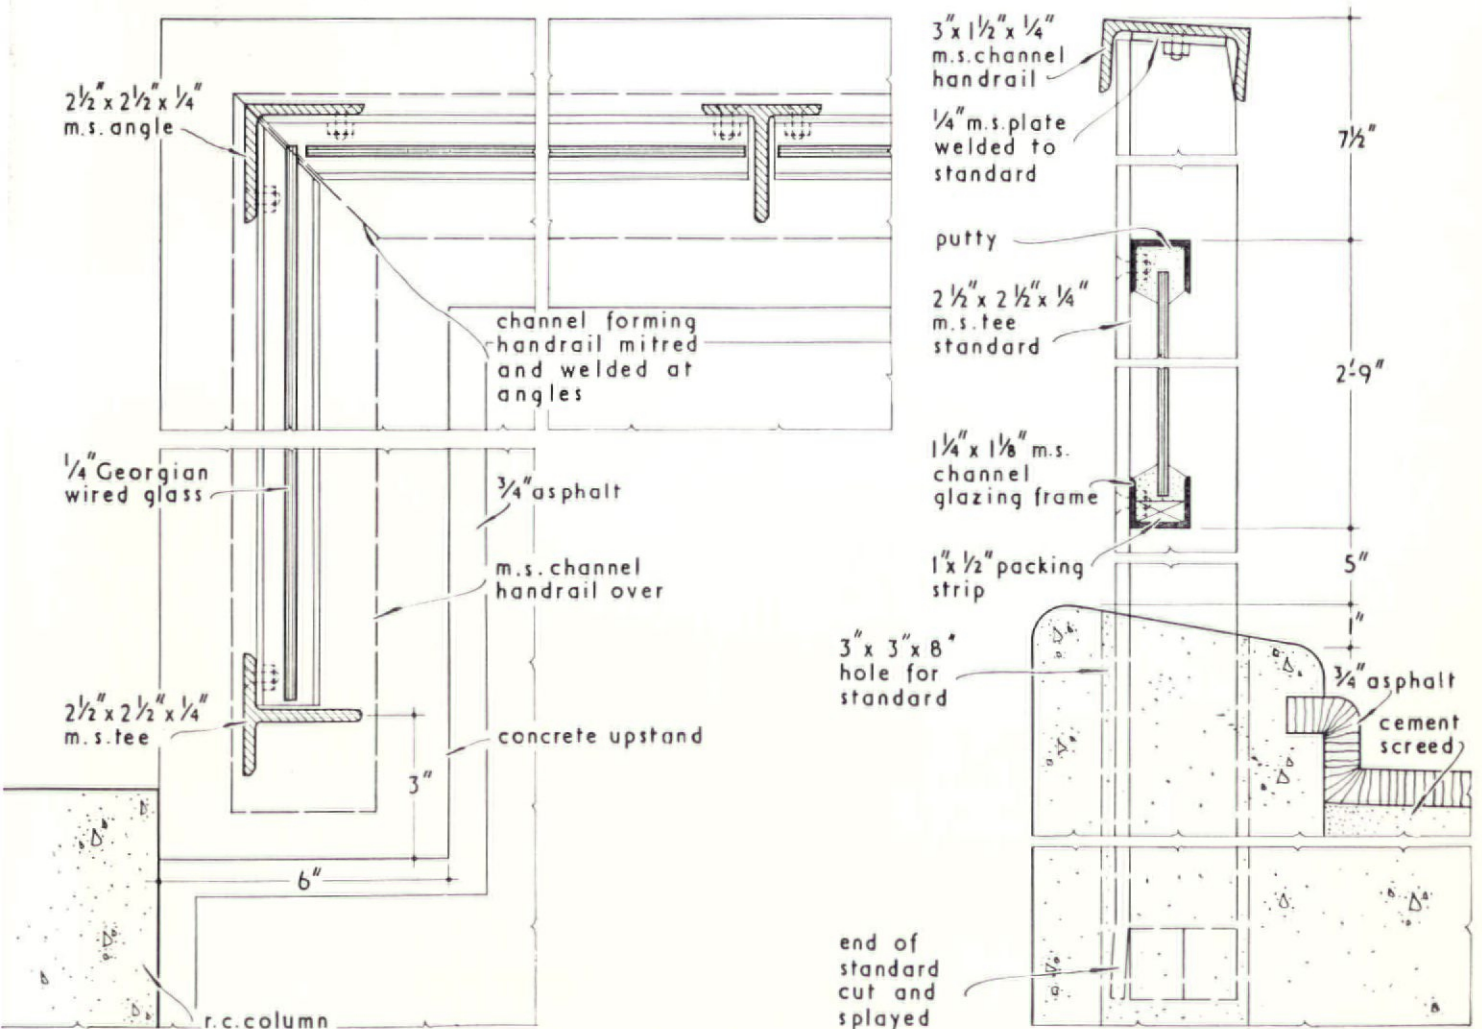 2½" x 2½" x ¼"
m.s. angle
channel forming
handrail mitred
and welded at
angles
¼" Georgian
wired glass
¾" asphalt
m.s. channel
handrail over
2½" x 2½" x ¼"
m.s. tee
concrete upstand
3"
6"
r.c. column
3" x 1½" x ¼"
m.s. channel
handrail
¼" m.s. plate
welded to
standard
7½"
putty
2½" x 2½" x ¼"
m.s. tee
standard
2'-9"
1¼" x 1⅛" m.s.
channel
glazing frame
1" x ½" packing
strip
5"
1"
3" x 3" x 8"
hole for
standard
¾" asphalt
cement
screed
end of
standard
cut and
splayed